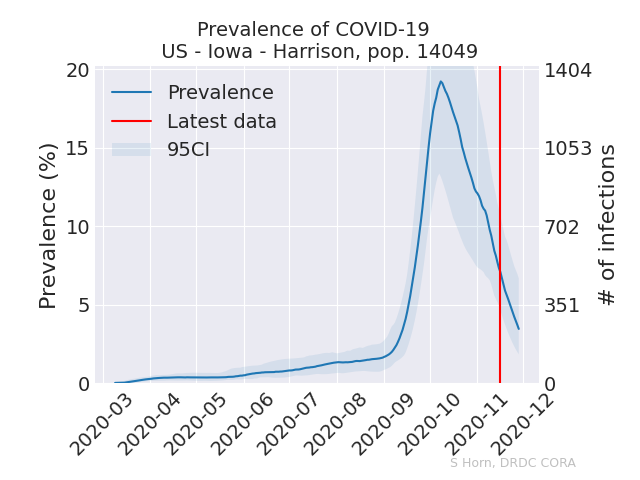 Prevalence of COVID-19
US - Iowa - Harrison, pop. 14049
Prevalence
Latest data
95CI
Prevalence (%)
20
15
10
5
0
1404
1053
702
351
0
# of infections
2020-03
2020-04
2020-05
2020-06
2020-07
2020-08
2020-09
2020-10
2020-11
2020-12
S Horn, DRDC CORA